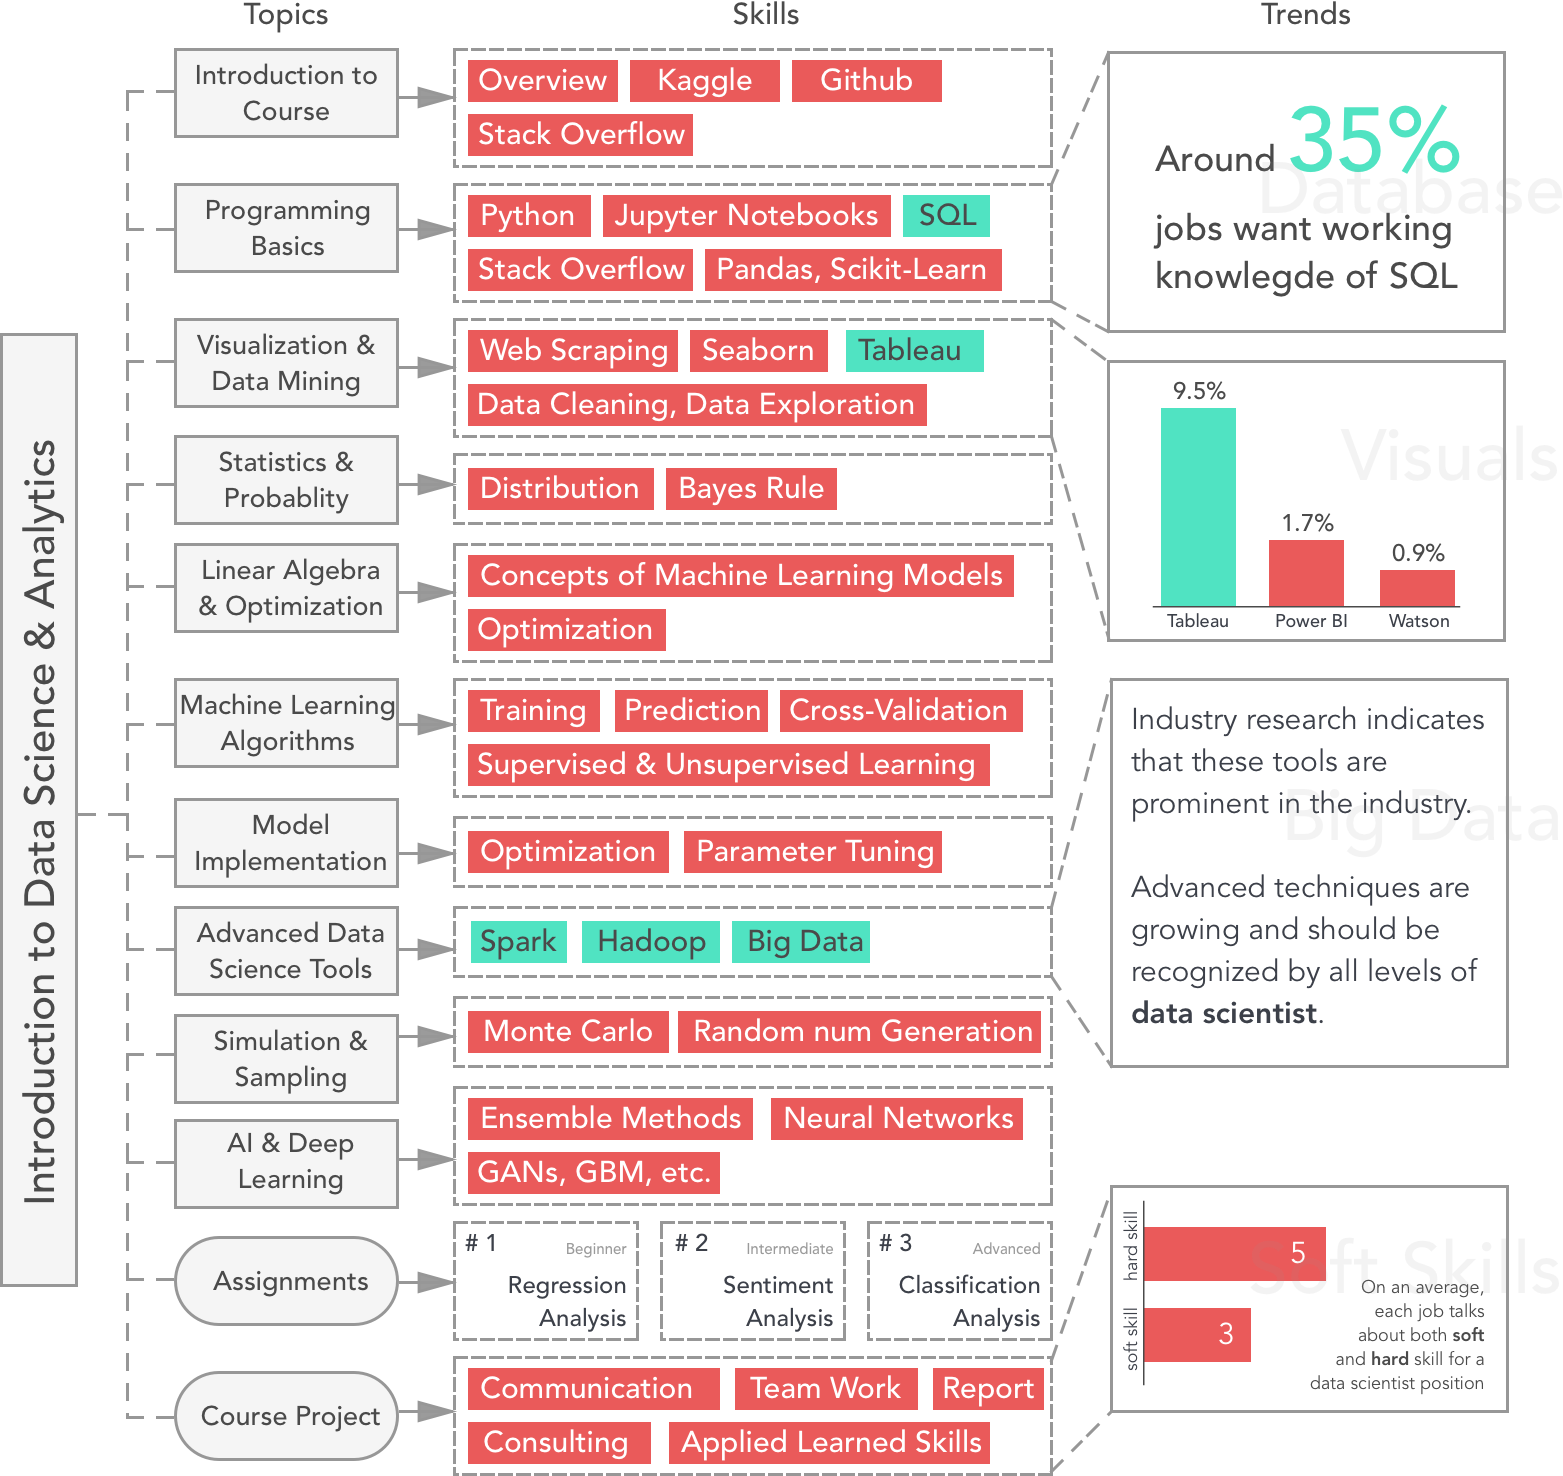 Topics
Skills
Trends
Introduction to Data Science & Analytics
Introduction to
Course
Overview
Kaggle
Github
Stack Overflow
Programming
Basics
Python
Jupyter Notebooks
SQL
Stack Overflow
Pandas, Scikit-Learn
Database
Around 35%
jobs want working
knowlegde of SQL
Visualization &
Data Mining
Web Scraping
Seaborn
Tableau
Data Cleaning, Data Exploration
Visuals
9.5%
1.7%
0.9%
Tableau
Power BI
Watson
Statistics &
Probablity
Distribution
Bayes Rule
Linear Algebra
& Optimization
Concepts of Machine Learning Models
Optimization
Machine Learning
Algorithms
Training
Prediction
Cross-Validation
Supervised & Unsupervised Learning
Model
Implementation
Optimization
Parameter Tuning
Advanced Data
Science Tools
Spark
Hadoop
Big Data
Big Data
Industry research indicates
that these tools are
prominent in the industry.
Advanced techniques are
growing and should be
recognized by all levels of
data scientist.
Simulation &
Sampling
Monte Carlo
Random num Generation
AI & Deep
Learning
Ensemble Methods
Neural Networks
GANs, GBM, etc.
Assignments
# 1
Beginner
Regression
Analysis
# 2
Intermediate
Sentiment
Analysis
# 3
Advanced
Classification
Analysis
Course Project
Communication
Team Work
Report
Consulting
Applied Learned Skills
Soft Skills
hard skill
5
soft skill
3
On an average,
each job talks
about both soft
and hard skill for a
data scientist position